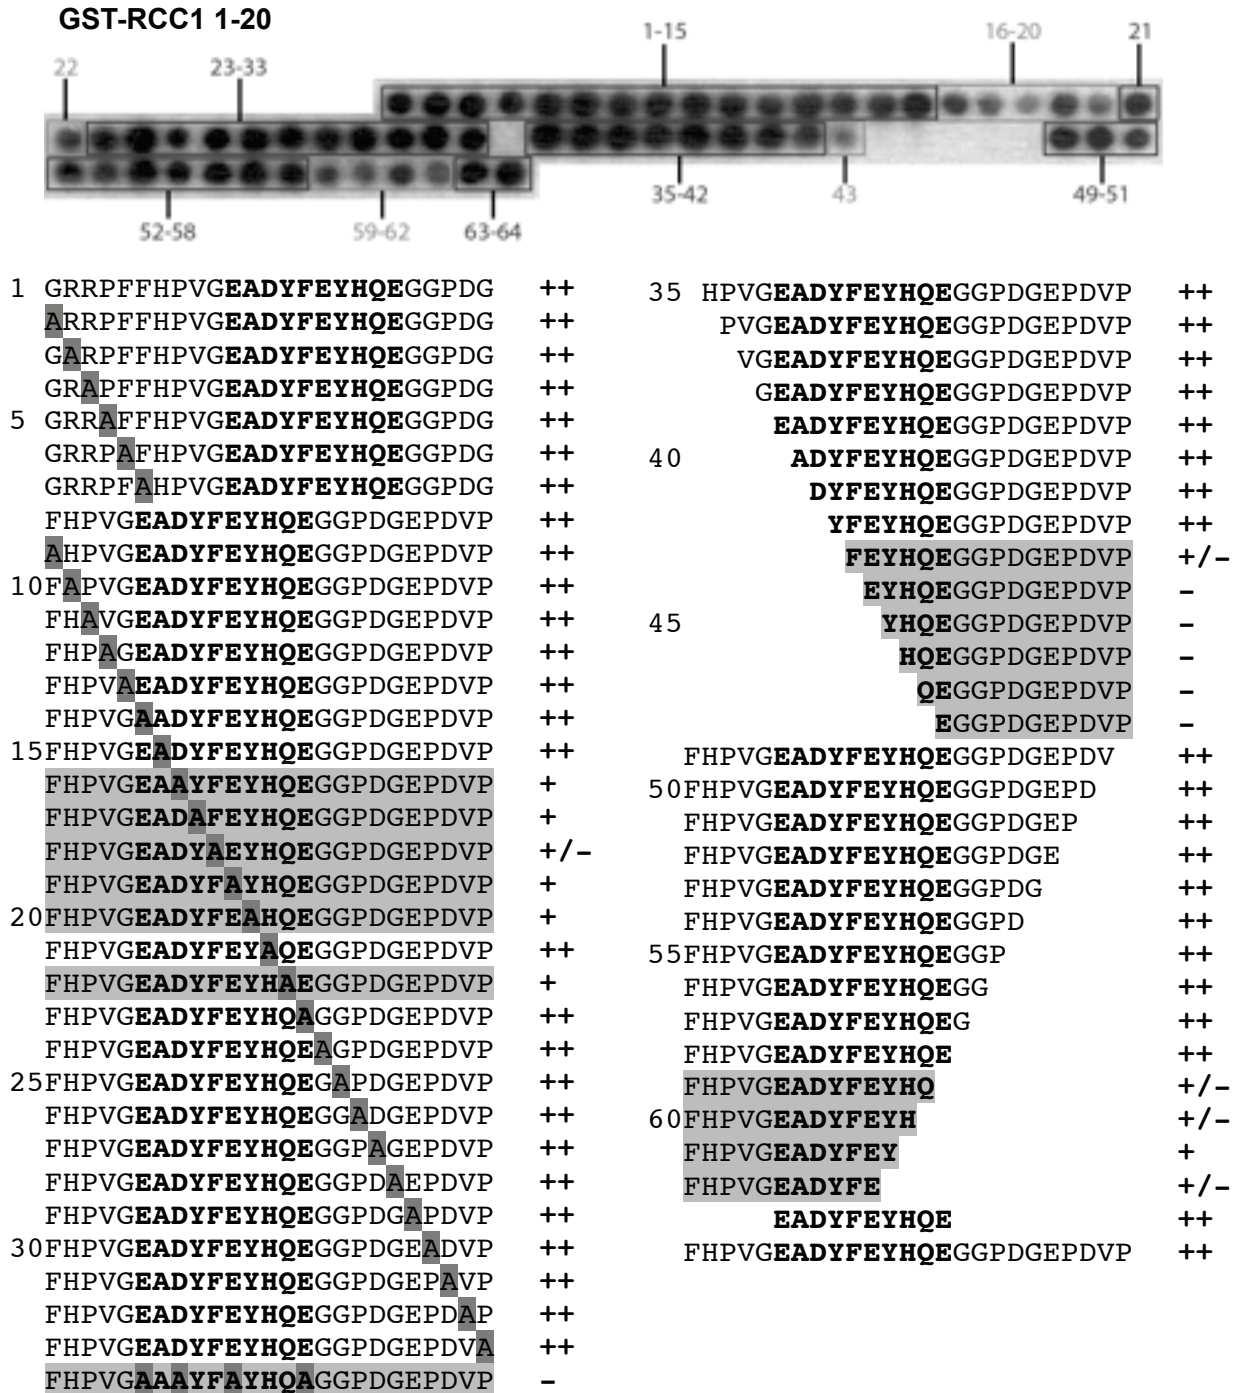 GST-RCC1 1-20
1-15
16-20
21
22
23-33
35-42
43
49-51
52-58
59-62
63-64
1 GRRPFFHPVGEADYFEYHQEGGPDG ++
ARRPFFHPVGEADYFEYHQEGGPDG ++
GARPFFHPVGEADYFEYHQEGGPDG ++
GRAPFFHPVGEADYFEYHQEGGPDG ++
5 GRRAFFHPVGEADYFEYHQEGGPDG ++
GRRPAFHPVGEADYFEYHQEGGPDG ++
GRRPFAHPVGEADYFEYHQEGGPDG ++
FHPVGEADYFEYHQEGGPDGEPDVP ++
AHPVGEADYFEYHQEGGPDGEPDVP ++
10 FAPVGEADYFEYHQEGGPDGEPDVP ++
FHAVGEADYFEYHQEGGPDGEPDVP ++
FHPAGEADYFEYHQEGGPDGEPDVP ++
FHPVAEADYFEYHQEGGPDGEPDVP ++
FHPVGAADYFEYHQEGGPDGEPDVP ++
15 FHPVGEADYFEYHQEGGPDGEPDVP ++
FHPVGEAAYFEYHQEGGPDGEPDVP +
FHPVGEADAFEYHQEGGPDGEPDVP +
FHPVGEADYAEYHQEGGPDGEPDVP +/-
FHPVGEADYFAYHQEGGPDGEPDVP +
20 FHPVGEADYFEAHQEGGPDGEPDVP +
FHPVGEADYFEYAQEGGPDGEPDVP ++
FHPVGEADYFEYHAEGGPDGEPDVP +
FHPVGEADYFEYHQAGGPDGEPDVP ++
FHPVGEADYFEYHQEAGPDGEPDVP ++
25 FHPVGEADYFEYHQEGAPDGEPDVP ++
FHPVGEADYFEYHQEGGADGEPDVP ++
FHPVGEADYFEYHQEGGPAGEPDVP ++
FHPVGEADYFEYHQEGGPDAEPDVP ++
FHPVGEADYFEYHQEGGPDGAPDVP ++
30 FHPVGEADYFEYHQEGGPDGEADVP ++
FHPVGEADYFEYHQEGGPDGEPAVP ++
FHPVGEADYFEYHQEGGPDGEPDAP ++
FHPVGEADYFEYHQEGGPDGEPDVA ++
FHPVGAAAYFAYHQAGGPDGEPDVP -
35 HPVGEADYFEYHQEGGPDGEPDVP ++
PVGEADYFEYHQEGGPDGEPDVP ++
VGEADYFEYHQEGGPDGEPDVP ++
GEADYFEYHQEGGPDGEPDVP ++
EADYFEYHQEGGPDGEPDVP ++
40 ADYFEYHQEGGPDGEPDVP ++
DYFEYHQEGGPDGEPDVP ++
YFEYHQEGGPDGEPDVP ++
FEYHQEGGPDGEPDVP +/-
EYHQEGGPDGEPDVP -
45 YHQEGGPDGEPDVP -
HQEGGPDGEPDVP -
QEGGPDGEPDVP -
EGGPDGEPDVP -
FHPVGEADYFEYHQEGGPDGEPDV ++
50 FHPVGEADYFEYHQEGGPDGEPD ++
FHPVGEADYFEYHQEGGPDGEP ++
FHPVGEADYFEYHQEGGPDGE ++
FHPVGEADYFEYHQEGGPDG ++
FHPVGEADYFEYHQEGGPD ++
55 FHPVGEADYFEYHQEGGP ++
FHPVGEADYFEYHQEGG ++
FHPVGEADYFEYHQEG ++
FHPVGEADYFEYHQE ++
FHPVGEADYFEYHQ +/-
60 FHPVGEADYFEYH +/-
FHPVGEADYFEY +
FHPVGEADYFE +/-
EADYFEYHQE ++
FHPVGEADYFEYHQEGGPDGEPDVP ++